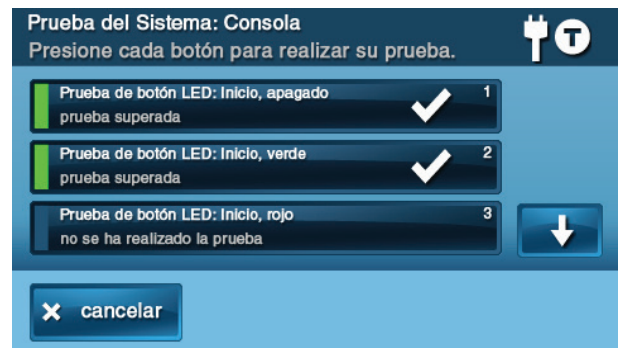 Prueba del Sistema: Consola
Presione cada botón para realizar su prueba.
T
Prueba de botón LED: Inicio, apagado
1
prueba superada
Prueba de botón LED: Inicio, verde
2
prueba superada
Prueba de botón LED: Inicio, rojo
3
no se ha realizado la prueba
cancelar